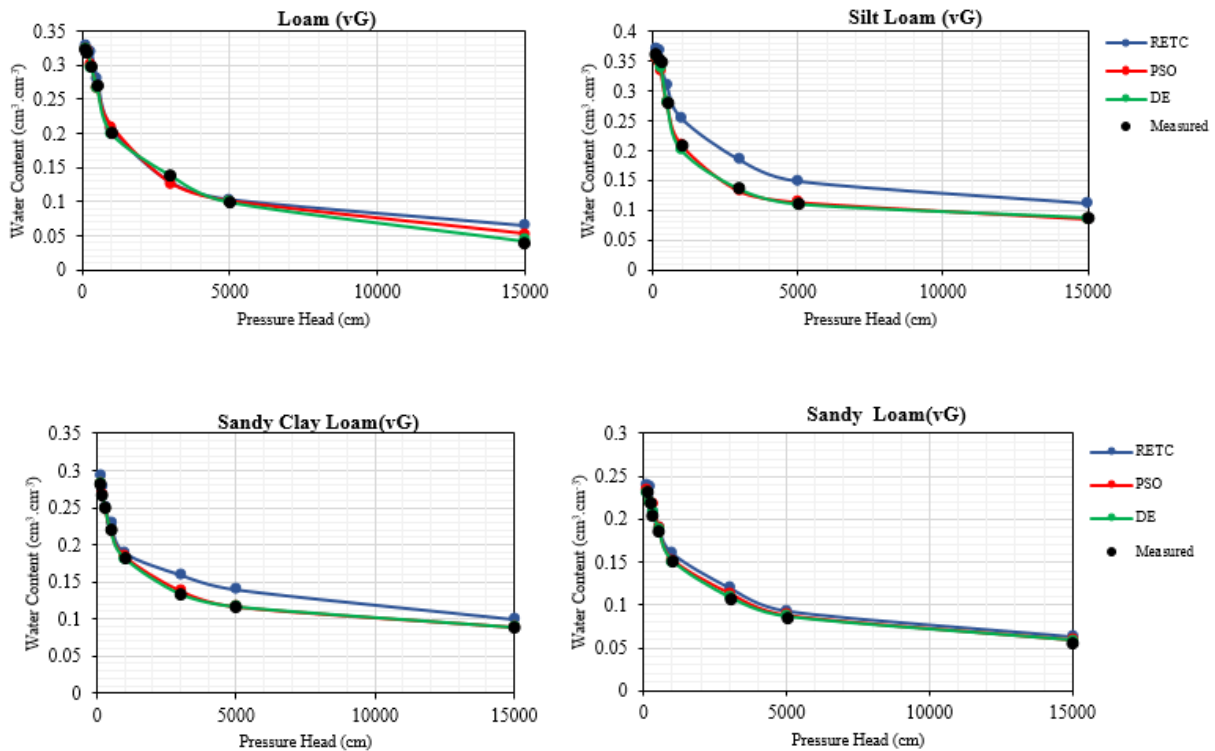 Loam (vG)
Water Content (cm³.cm⁻³)
0.35
0.3
0.25
0.2
0.15
0.1
0.05
0
0 5000 10000 15000
Pressure Head (cm)
Silt Loam (vG)
Water Content (cm³.cm⁻³)
0.4
0.35
0.3
0.25
0.2
0.15
0.1
0.05
0
0 5000 10000 15000
Pressure Head (cm)
RETC
PSO
DE
Measured
Sandy Clay Loam(vG)
Water Content (cm³.cm⁻³)
0.35
0.3
0.25
0.2
0.15
0.1
0.05
0
0 5000 10000 15000
Pressure Head (cm)
Sandy Loam(vG)
Water Content (cm³.cm⁻³)
0.3
0.25
0.2
0.15
0.1
0.05
0
0 5000 10000 15000
Pressure Head (cm)
RETC
PSO
DE
Measured